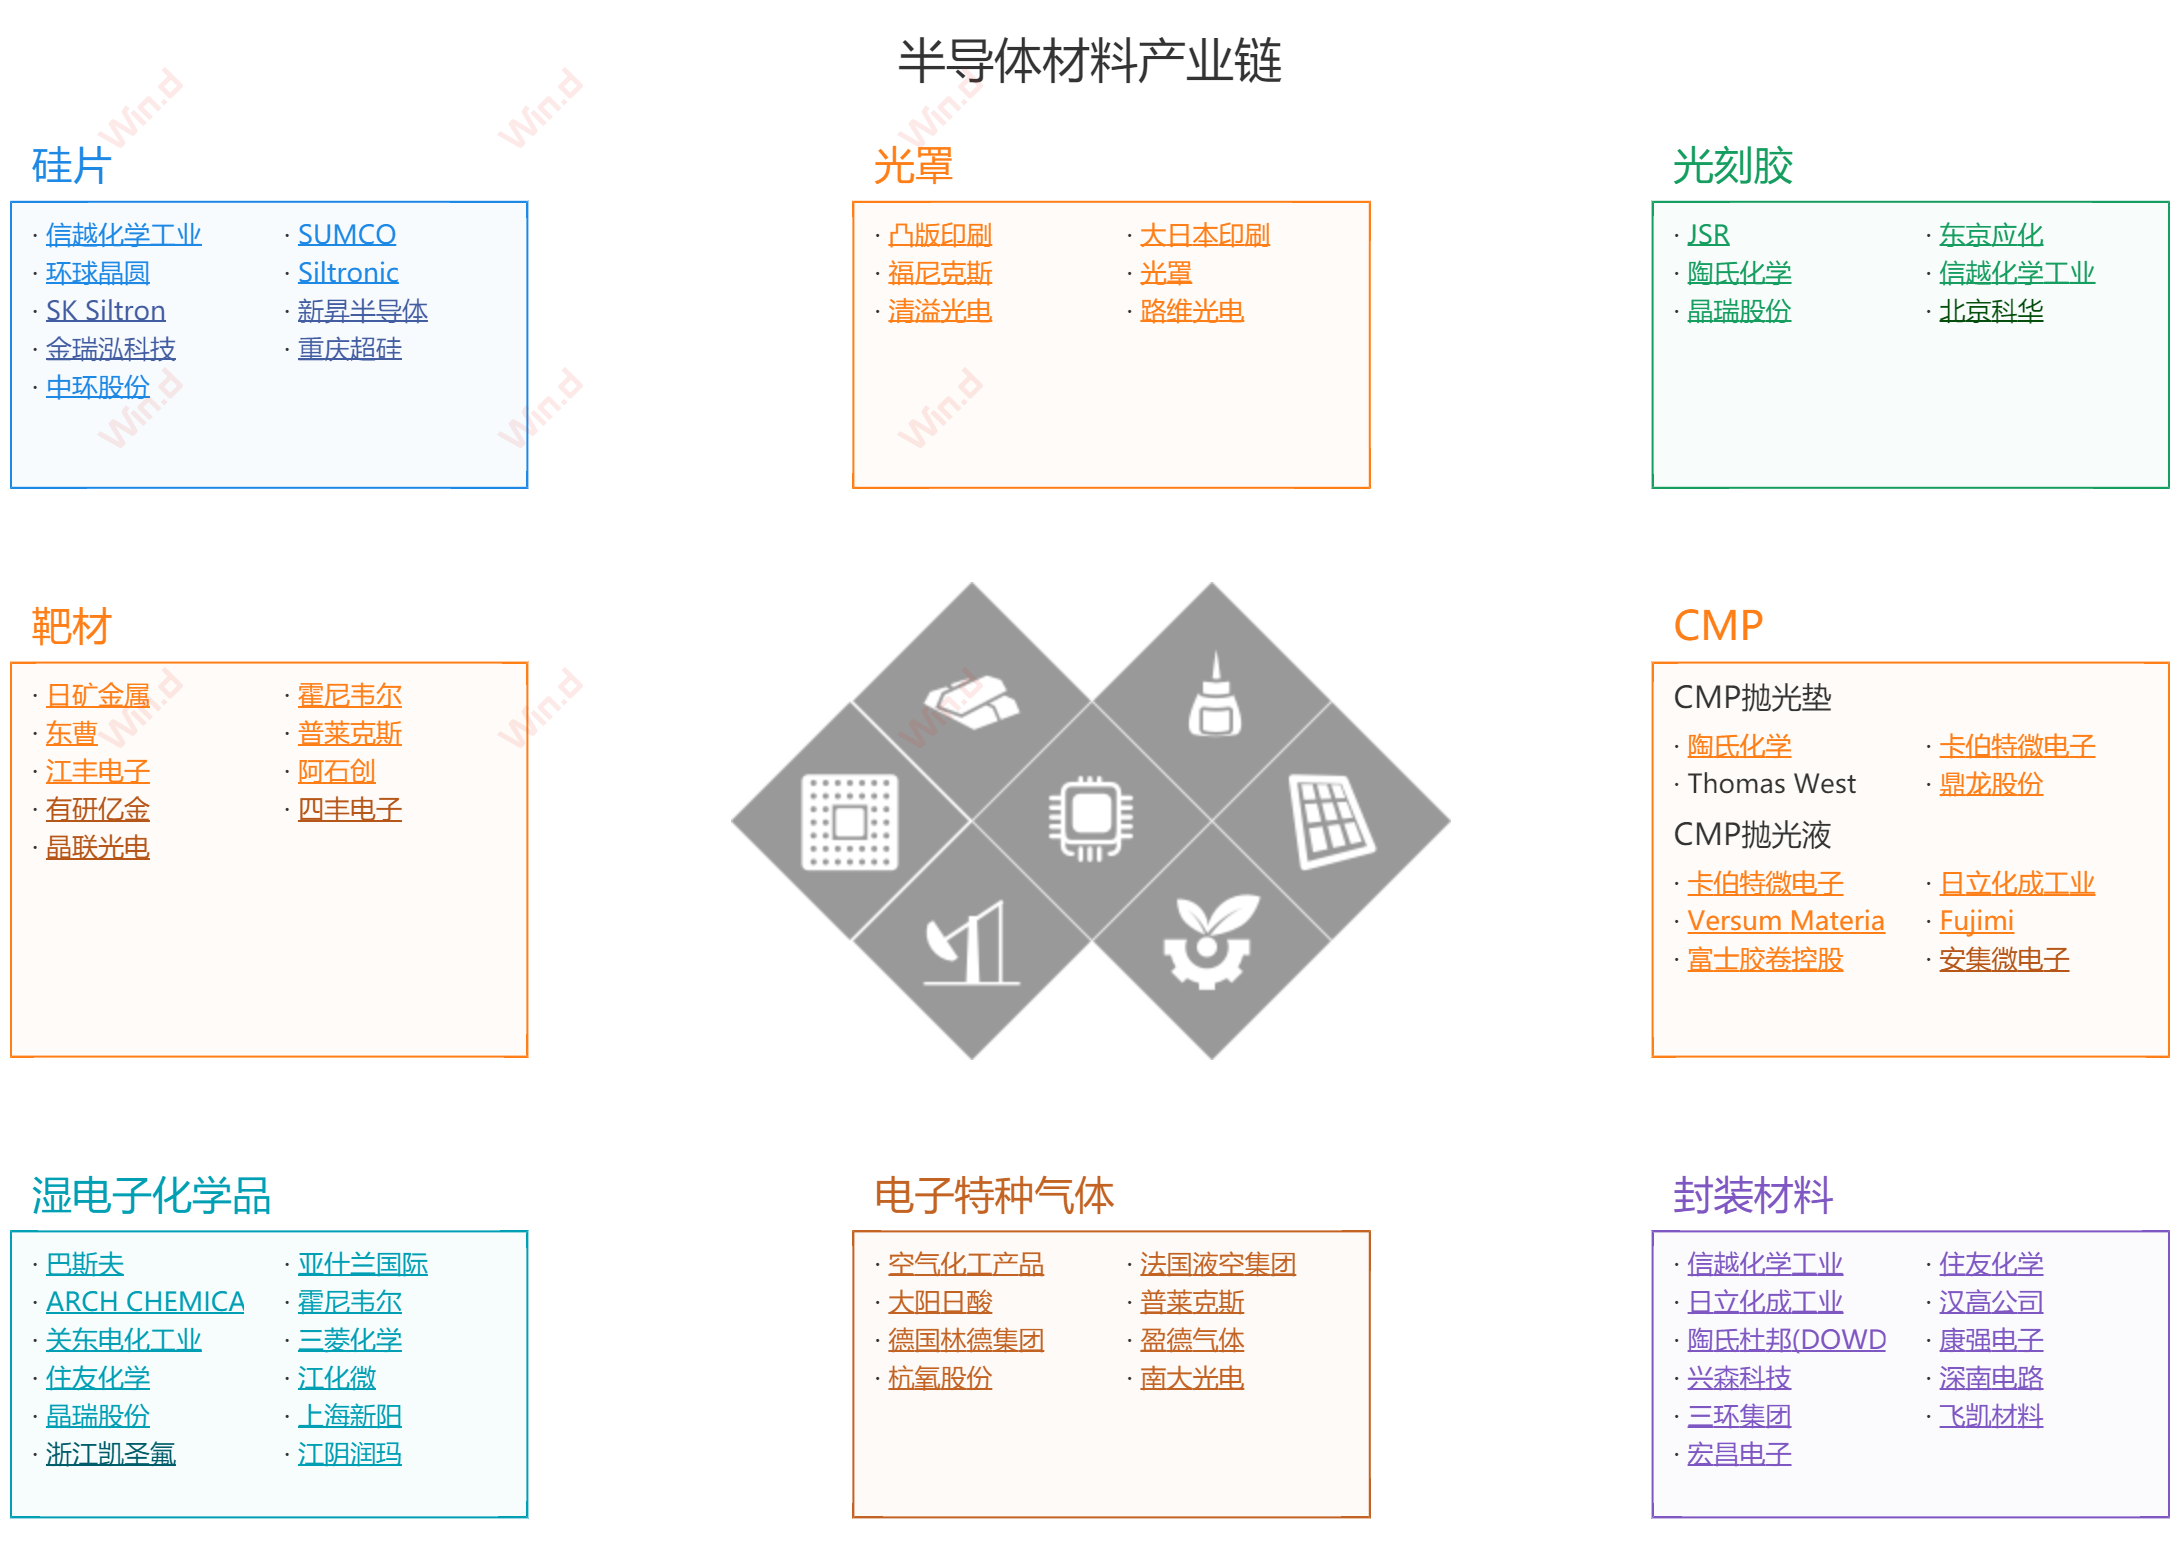 半导体材料产业链
硅片
· 信越化学工业 · SUMCO
· 环球晶圆 · Siltronic
· SK Siltron · 新昇半导体
· 金瑞泓科技 · 重庆超硅
· 中环股份
光罩
· 凸版印刷 · 大日本印刷
· 福尼克斯 · 光罩
· 清溢光电 · 路维光电
光刻胶
· JSR · 东京应化
· 陶氏化学 · 信越化学工业
· 晶瑞股份 · 北京科华
靶材
· 日矿金属 · 霍尼韦尔
· 东曹 · 普莱克斯
· 江丰电子 · 阿石创
· 有研亿金 · 四丰电子
· 晶联光电
CMP
CMP抛光垫
· 陶氏化学 · 卡伯特微电子
· Thomas West · 鼎龙股份
CMP抛光液
· 卡伯特微电子 · 日立化成工业
· Versum Materia · Fujimi
· 富士胶卷控股 · 安集微电子
湿电子化学品
· 巴斯夫 · 亚什兰国际
· ARCH CHEMICA · 霍尼韦尔
· 关东电化工业 · 三菱化学
· 住友化学 · 江化微
· 晶瑞股份 · 上海新阳
· 浙江凯圣氟 · 江阴润玛
电子特种气体
· 空气化工产品 · 法国液空集团
· 大阳日酸 · 普莱克斯
· 德国林德集团 · 盈德气体
· 杭氧股份 · 南大光电
封装材料
· 信越化学工业 · 住友化学
· 日立化成工业 · 汉高公司
· 陶氏杜邦(DOWD · 康强电子
· 兴森科技 · 深南电路
· 三环集团 · 飞凯材料
· 宏昌电子
Win.d
Win.d
Win.d
Win.d
Win.d
Win.d
Win.d
Win.d
Win.d